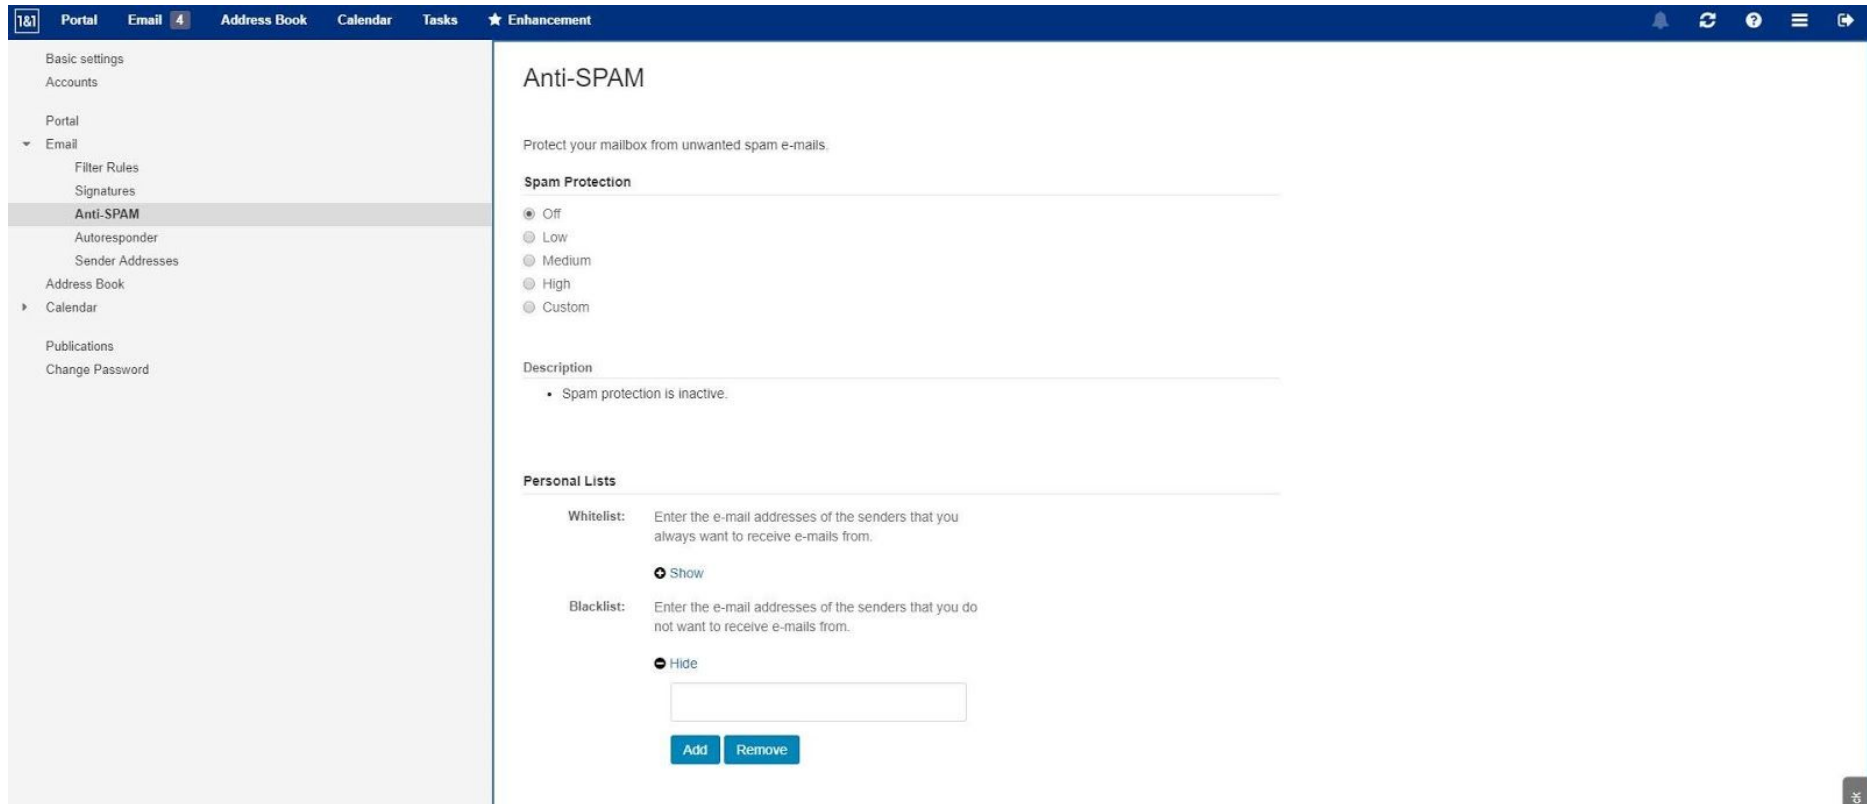 1&1 Portal Email 4 Address Book Calendar Tasks Enhancement
Basic settings
Accounts
Portal
Email
Filter Rules
Signatures
Anti-SPAM
Autoresponder
Sender Addresses
Address Book
Calendar
Publications
Change Password
Anti-SPAM
Protect your mailbox from unwanted spam e-mails.
Spam Protection
Off
Low
Medium
High
Custom
Description
• Spam protection is inactive.
Personal Lists
Whitelist: Enter the e-mail addresses of the senders that you
always want to receive e-mails from.
Show
Blacklist: Enter the e-mail addresses of the senders that you do
not want to receive e-mails from.
Hide
Add Remove